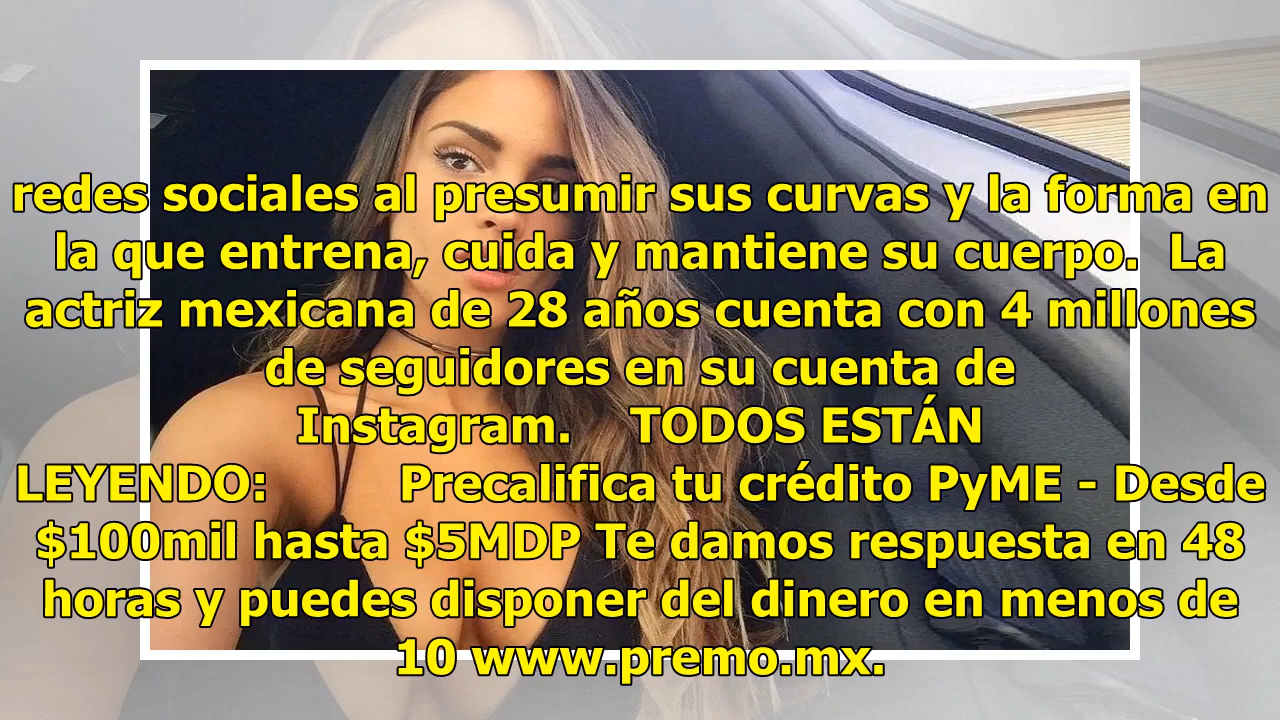 redes sociales al presumir sus curvas y la forma en
la que entrena, cuida y mantiene su cuerpo. La
actriz mexicana de 28 años cuenta con 4 millones
de seguidores en su cuenta de
Instagram. TODOS ESTÁN
LEYENDO: Precalifica tu crédito PyME - Desde
$100mil hasta $5MDP Te damos respuesta en 48
horas y puedes disponer del dinero en menos de
10 www.premo.mx.